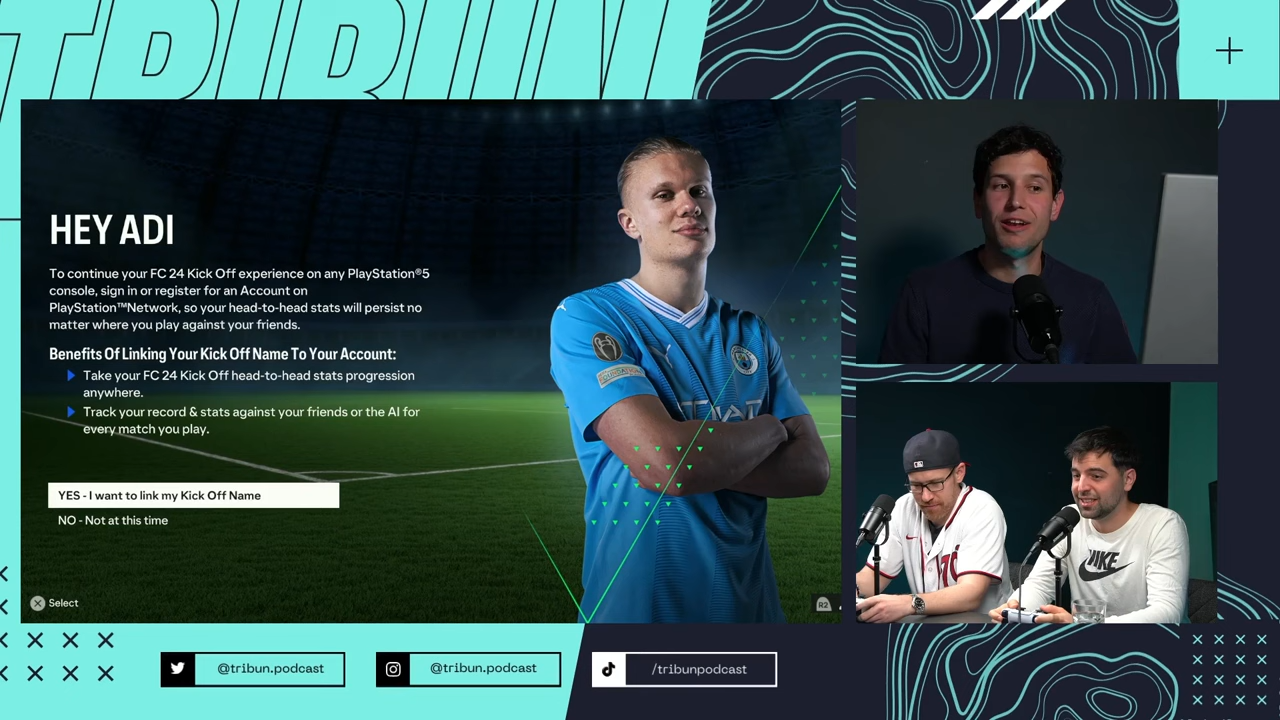 TRIBUN
HEY ADI
To continue your FC 24 Kick Off experience on any PlayStation®5
console, sign in or register for an Account on
PlayStation™Network, so your head-to-head stats will persist no
matter where you play against your friends.
Benefits Of Linking Your Kick Off Name To Your Account:
Take your FC 24 Kick Off head-to-head stats progression
anywhere.
Track your record & stats against your friends or the AI for
every match you play.
YES - I want to link my Kick Off Name
NO - Not at this time
Select
R2
NIKE
@tribun.podcast
@tribun.podcast
/tribunpodcast